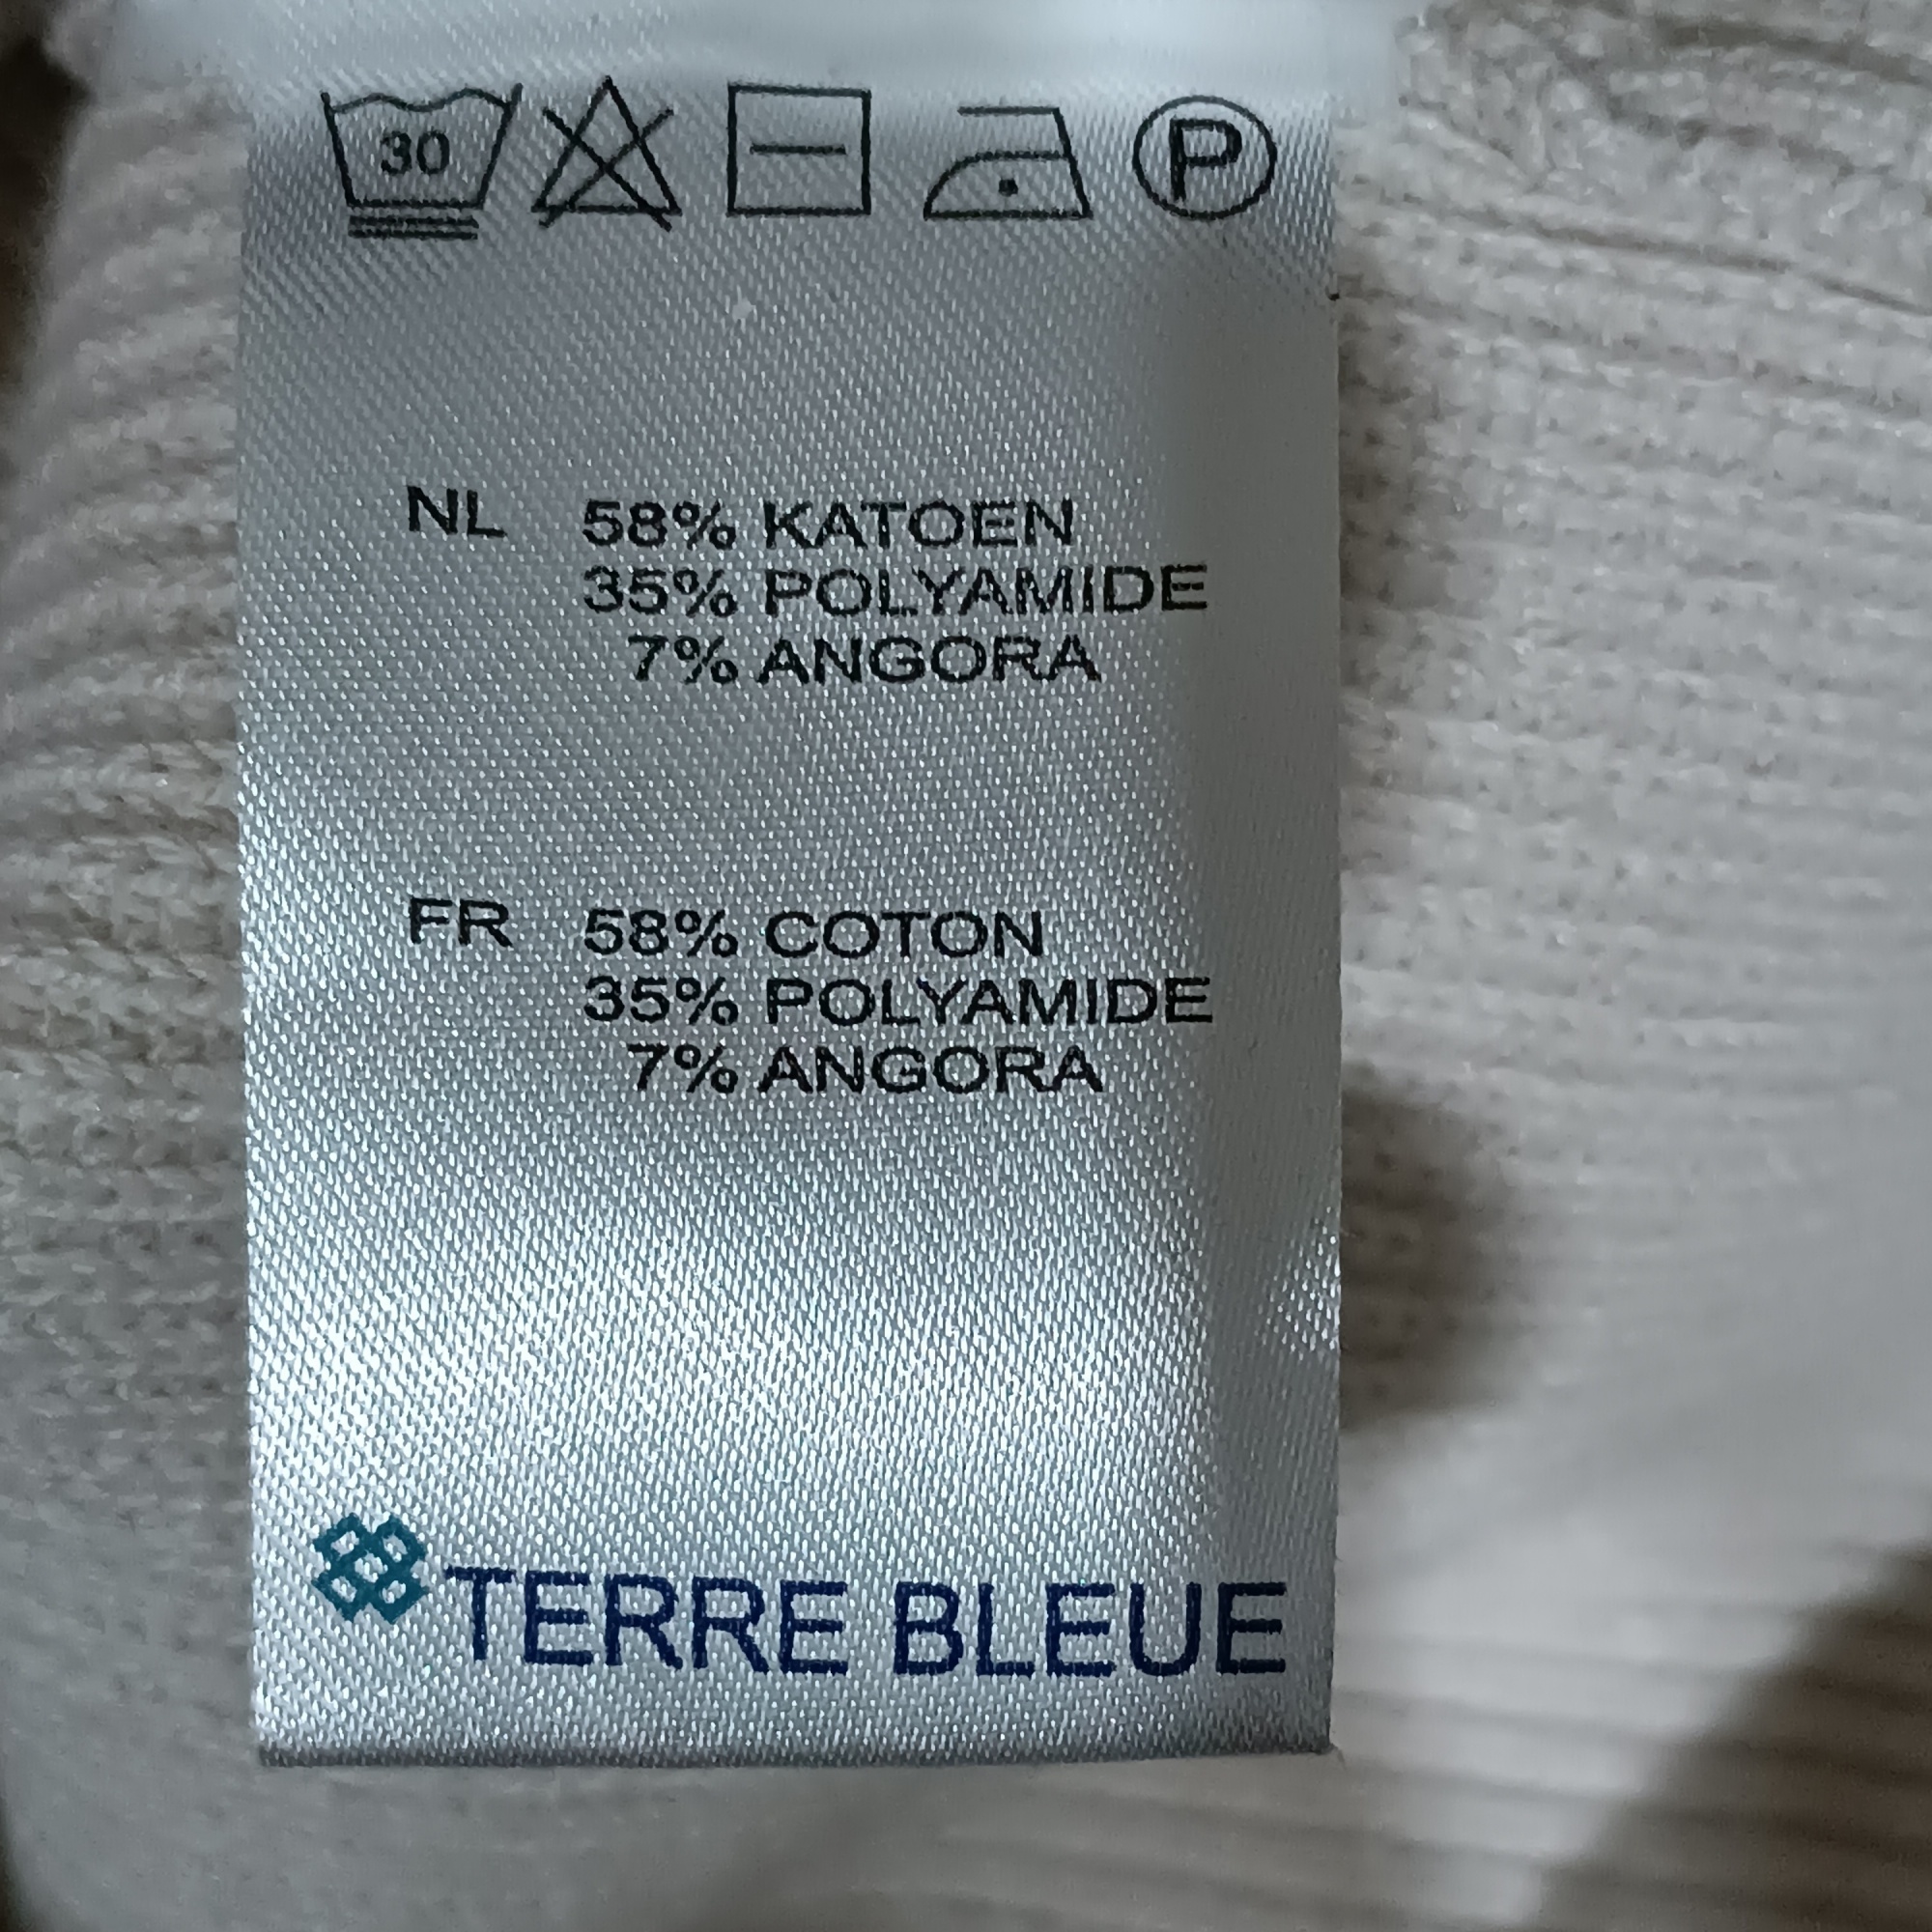 30
P
NL 58% KATOEN
35% POLYAMIDE
7% ANGORA
FR 58% COTON
35% POLYAMIDE
7% ANGORA
TERRE BLEUE